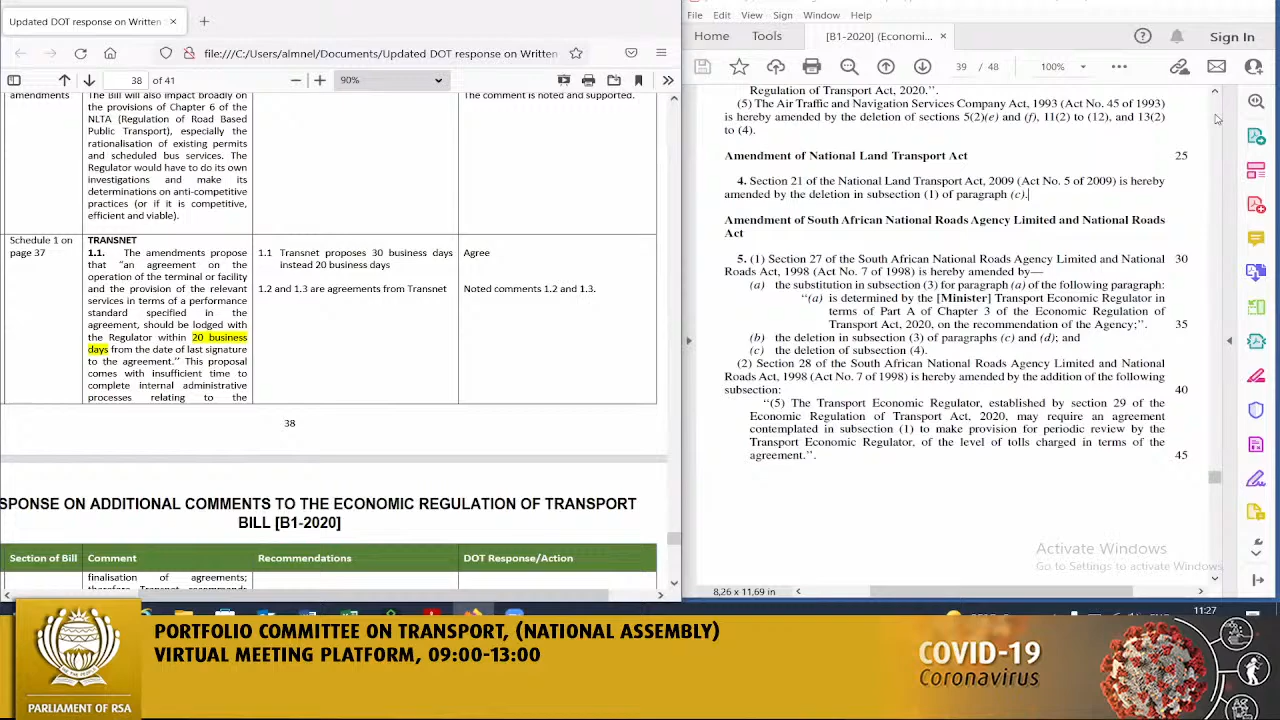 Updated DOT response on Written
file:///C:/Users/aimnel/Documents/Updated DOT response on Written
38 of 41
90%
amendments
The Bill will also impact broadly on
the provisions of Chapter 6 of the
NLTA (Regulation of Road Based
Public Transport), especially the
rationalisation of existing permits
and scheduled bus services. The
Regulator would have to do its own
investigations and make its
determinations on anti-competitive
practices (or if it is competitive,
efficient and viable).
The comment is noted and supported.
Schedule 1 on
page 37
TRANSNET
1.1. The amendments propose
that "an agreement on the
operation of the terminal or facility
and the provision of the relevant
services in terms of a performance
standard specified in the
agreement, should be lodged with
the Regulator within 20 business
days from the date of last signature
to the agreement." This proposal
comes with insufficient time to
complete internal administrative
processes relating to the
1.1 Transnet proposes 30 business days
instead 20 business days
1.2 and 1.3 are agreements from Transnet
Agree
Noted comments 1.2 and 1.3.
38
SPONSE ON ADDITIONAL COMMENTS TO THE ECONOMIC REGULATION OF TRANSPORT
BILL [B1-2020]
Section of Bill Comment Recommendations DOT Response/Action
finalisation of agreements;
therefore Transnet recommends
File Edit View Sign Window Help
Home Tools [B1-2020] (Economi... Sign In
39 / 48 100%
Regulation of Transport Act, 2020.''.
(5) The Air Traffic and Navigation Services Company Act, 1993 (Act No. 45 of 1993)
is hereby amended by the deletion of sections 5(2)(e) and (f), 11(2) to (12), and 13(2)
to (4).
Amendment of National Land Transport Act 25
4. Section 21 of the National Land Transport Act, 2009 (Act No. 5 of 2009) is hereby
amended by the deletion in subsection (1) of paragraph (c).
Amendment of South African National Roads Agency Limited and National Roads
Act
5. (1) Section 27 of the South African National Roads Agency Limited and National 30
Roads Act, 1998 (Act No. 7 of 1998) is hereby amended by—
(a) the substitution in subsection (3) for paragraph (a) of the following paragraph:
''(a) is determined by the [Minister] Transport Economic Regulator in
terms of Part A of Chapter 3 of the Economic Regulation of
Transport Act, 2020, on the recommendation of the Agency;''. 35
(b) the deletion in subsection (3) of paragraphs (c) and (d); and
(c) the deletion of subsection (4).
(2) Section 28 of the South African National Roads Agency Limited and National
Roads Act, 1998 (Act No. 7 of 1998) is hereby amended by the addition of the following
subsection: 40
''(5) The Transport Economic Regulator, established by section 29 of the
Economic Regulation of Transport Act, 2020, may require an agreement
contemplated in subsection (1) to make provision for periodic review by the
Transport Economic Regulator, of the level of tolls charged in terms of the
agreement.''. 45
Activate Windows
Go to Settings to activate Windows
8,26 x 11,69 in
11:27
PORTFOLIO COMMITTEE ON TRANSPORT, (NATIONAL ASSEMBLY)
VIRTUAL MEETING PLATFORM, 09:00-13:00
PARLIAMENT OF RSA
COVID-19
Coronavirus